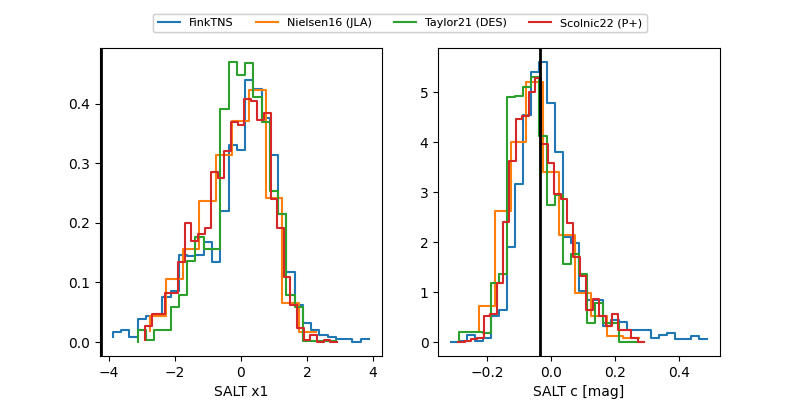 FinkTNS Nielsen16 (JLA) Taylor21 (DES) Scolnic22 (P+)
0.4
0.3
0.2
0.1
0.0
−4 −2 0 2 4
SALT x1
5
4
3
2
1
0
−0.2 0.0 0.2 0.4
SALT c [mag]